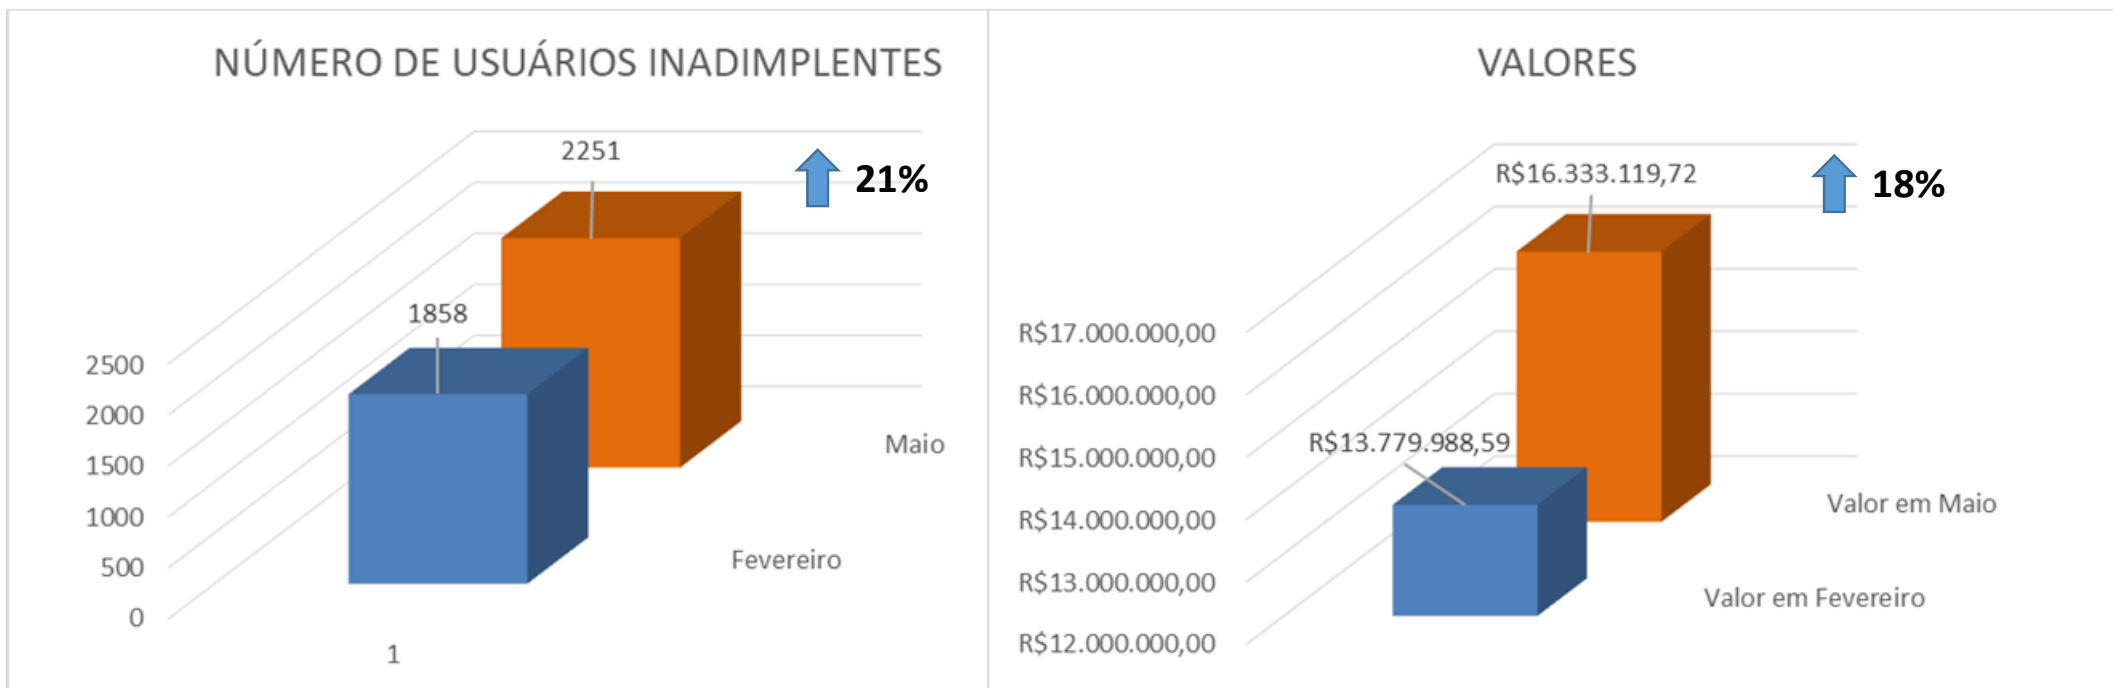 NÚMERO DE USUÁRIOS INADIMPLENTES
2251
21%
1858
2500
2000
1500
1000
500
0
Maio
Fevereiro
1
VALORES
R$16.333.119,72
18%
R$17.000.000,00
R$16.000.000,00
R$13.779.988,59
R$15.000.000,00
R$14.000.000,00
R$13.000.000,00
R$12.000.000,00
Valor em Maio
Valor em Fevereiro